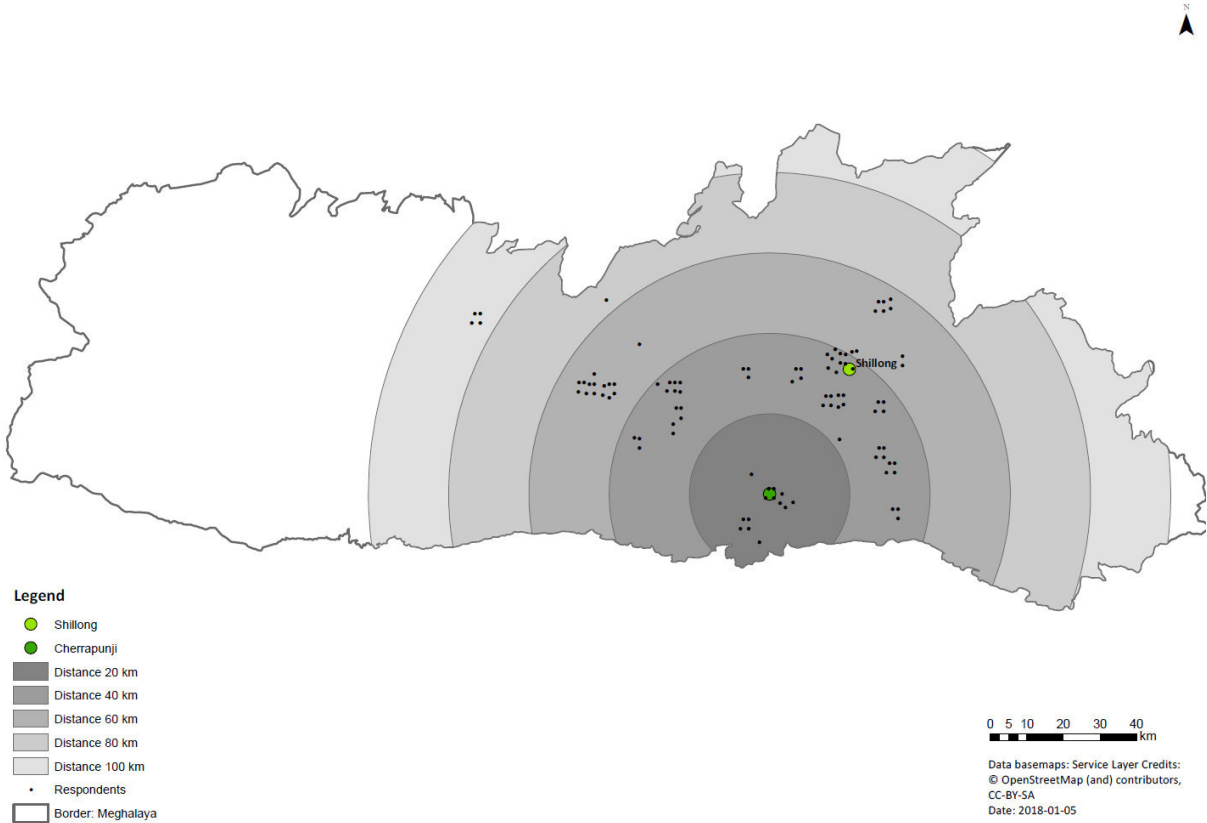 N
Shillong
Legend
Shillong
Cherrapunji
Distance 20 km
Distance 40 km
Distance 60 km
Distance 80 km
Distance 100 km
Respondents
Border: Meghalaya
0 5 10 20 30 40
km
Data basemaps: Service Layer Credits:
© OpenStreetMap (and) contributors,
CC-BY-SA
Date: 2018-01-05